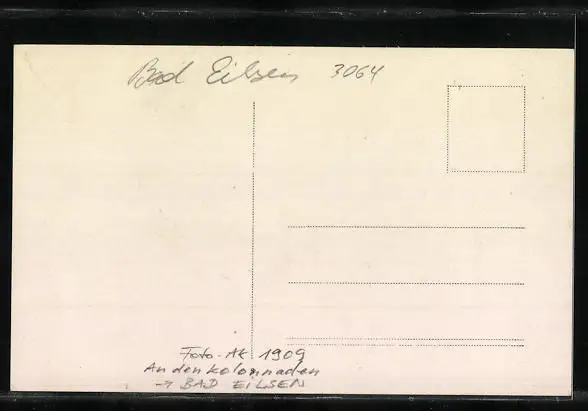 Bad Eilsen 3064
Foto-AK 1909
An den Kolonnaden
→ BAD EILSEN